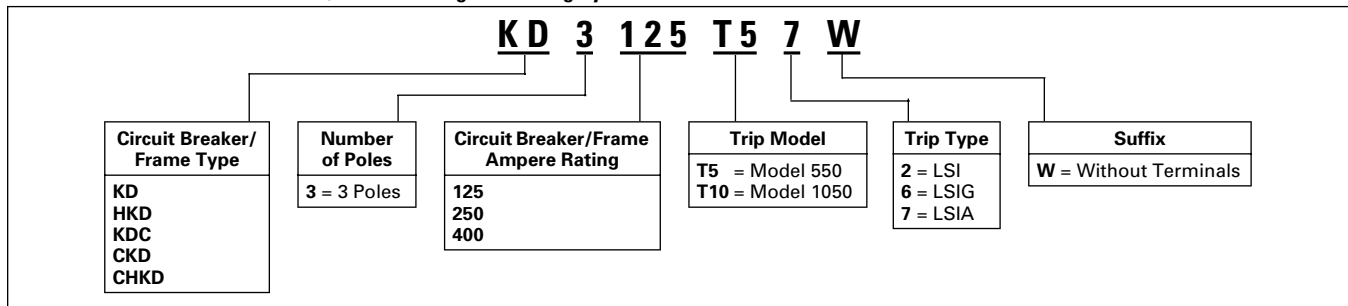 KD 3 125 T5 7 W
Circuit Breaker/
Frame Type
KD
HKD
KDC
CKD
CHKD
Number
of Poles
3 = 3 Poles
Circuit Breaker/Frame
Ampere Rating
125
250
400
Trip Model
T5 = Model 550
T10 = Model 1050
Trip Type
2 = LSI
6 = LSIG
7 = LSIA
Suffix
W = Without Terminals